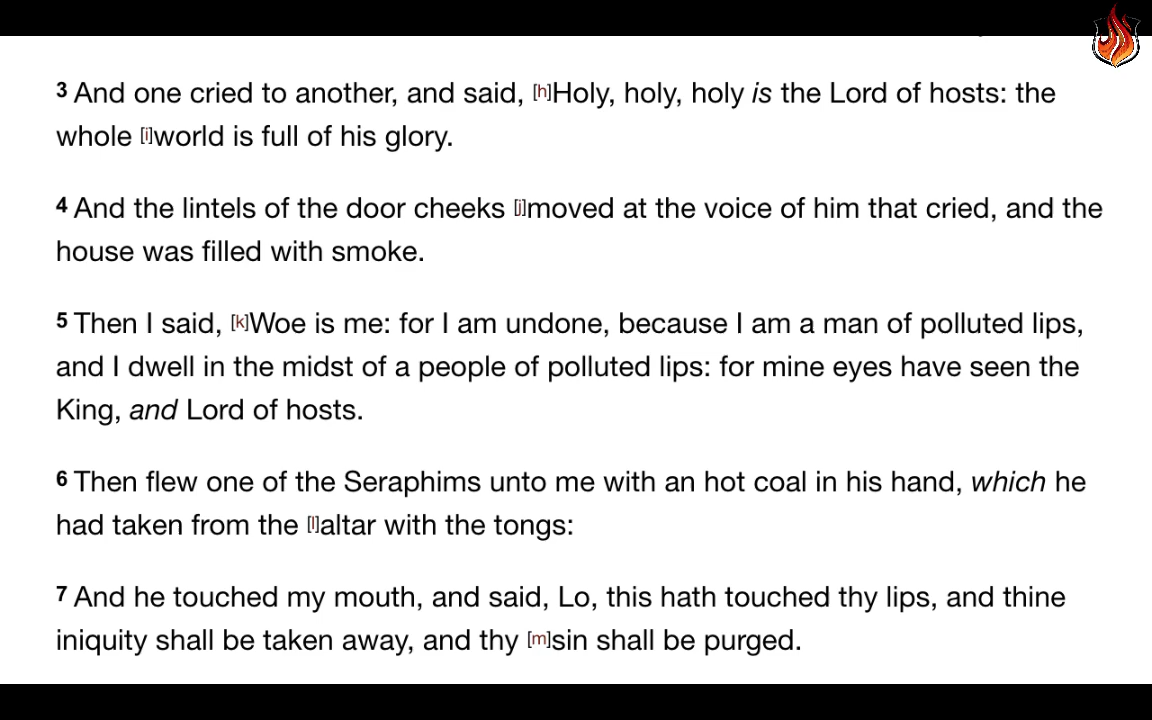 3 And one cried to another, and said, [h]Holy, holy, holy is the Lord of hosts: the
whole [i]world is full of his glory.
4 And the lintels of the door cheeks [j]moved at the voice of him that cried, and the
house was filled with smoke.
5 Then I said, [k]Woe is me: for I am undone, because I am a man of polluted lips,
and I dwell in the midst of a people of polluted lips: for mine eyes have seen the
King, and Lord of hosts.
6 Then flew one of the Seraphims unto me with an hot coal in his hand, which he
had taken from the [l]altar with the tongs:
7 And he touched my mouth, and said, Lo, this hath touched thy lips, and thine
iniquity shall be taken away, and thy [m]sin shall be purged.